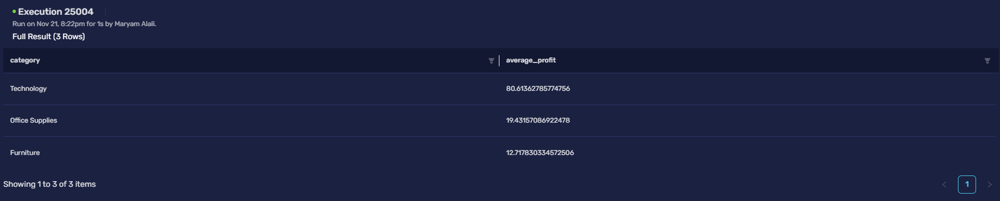 Execution 25004
Run on Nov 21, 8:22pm for 1s by Maryam Alali.
Full Result (3 Rows)
category average_profit
Technology 80.61362785774756
Office Supplies 19.43157086922478
Furniture 12.717830334572506
Showing 1 to 3 of 3 items 1